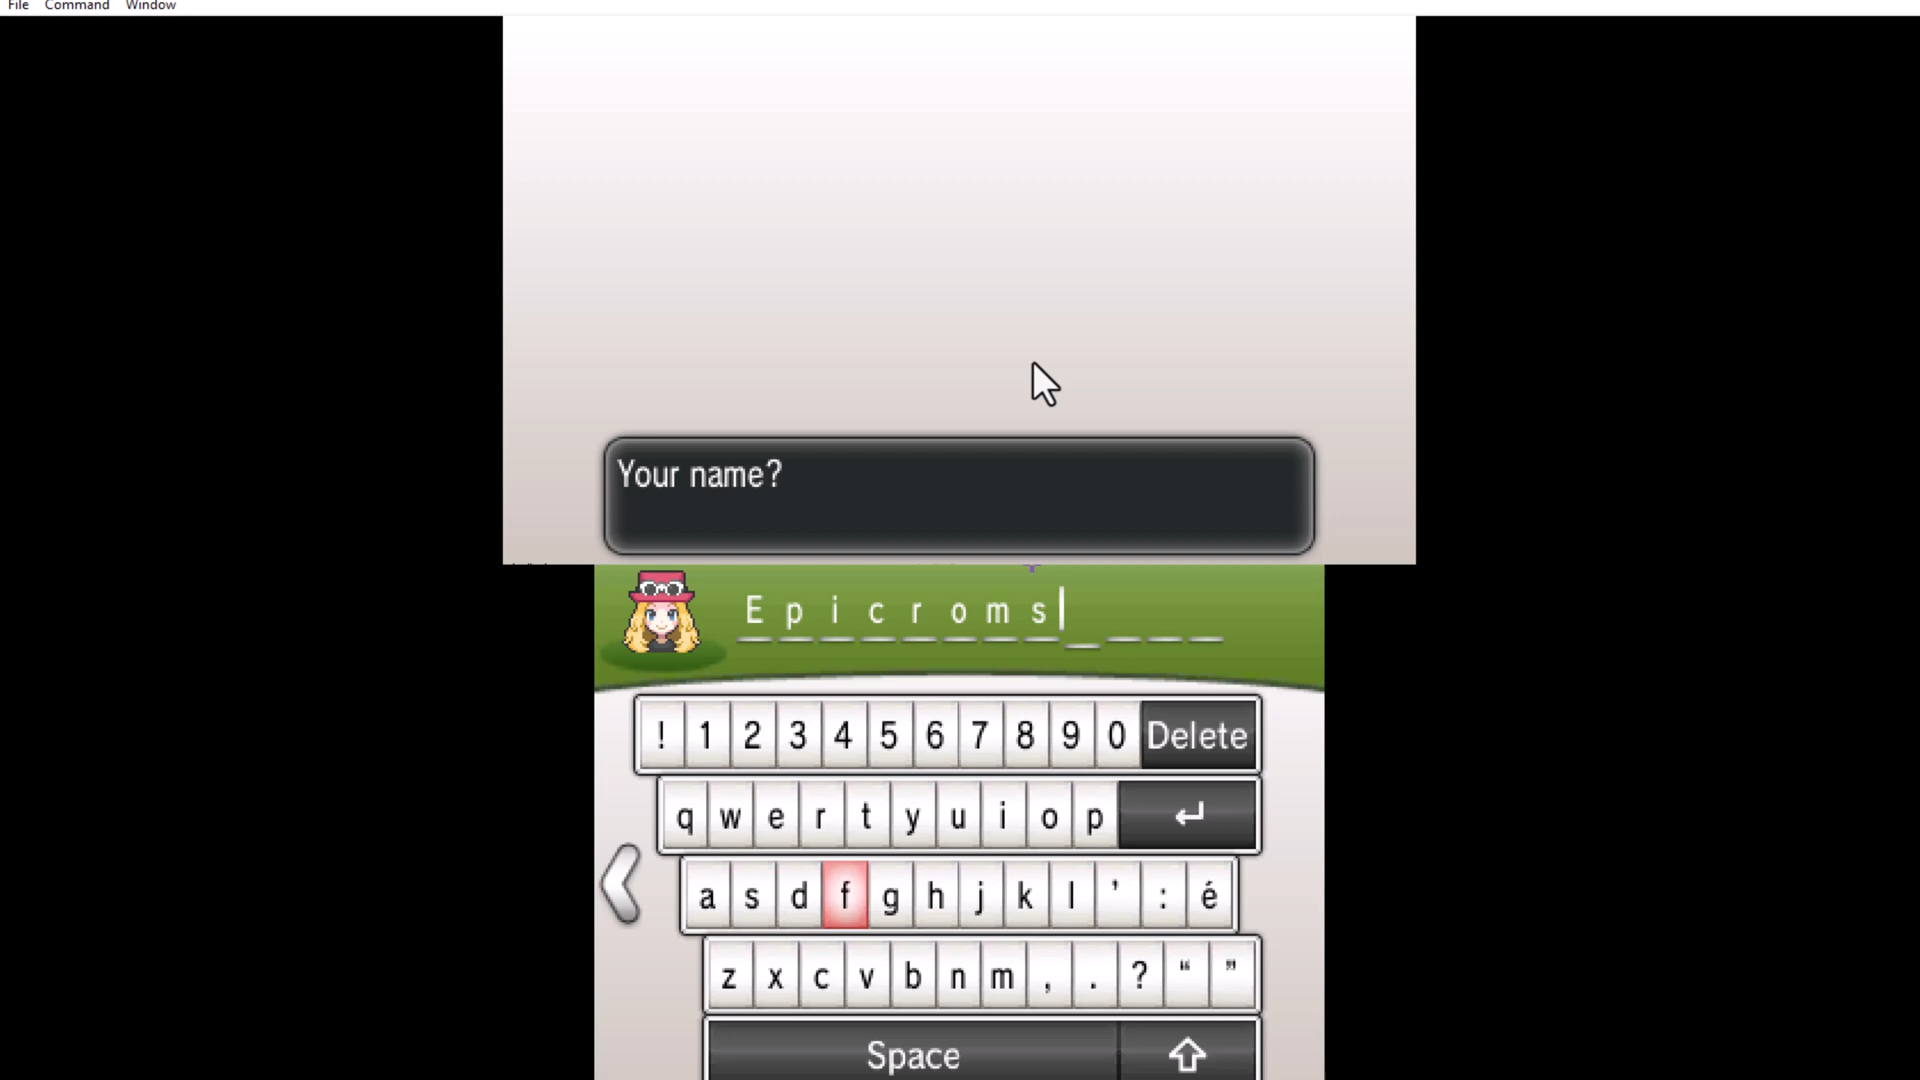 File Command Window
Your name?
Epicroms
! 1 2 3 4 5 6 7 8 9 0 Delete
q w e r t y u i o p
a s d f g h j k l ' : é
z x c v b n m , . ? “ ”
Space